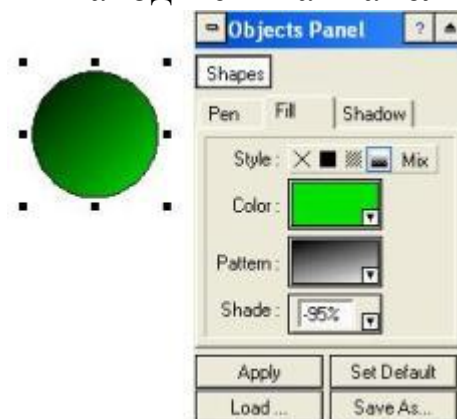 Objects Panel ?
Shapes
Pen Fill Shadow
Style: Mix
Color:
Pattern:
Shade: -95%
Apply Set Default
Load ... Save As...